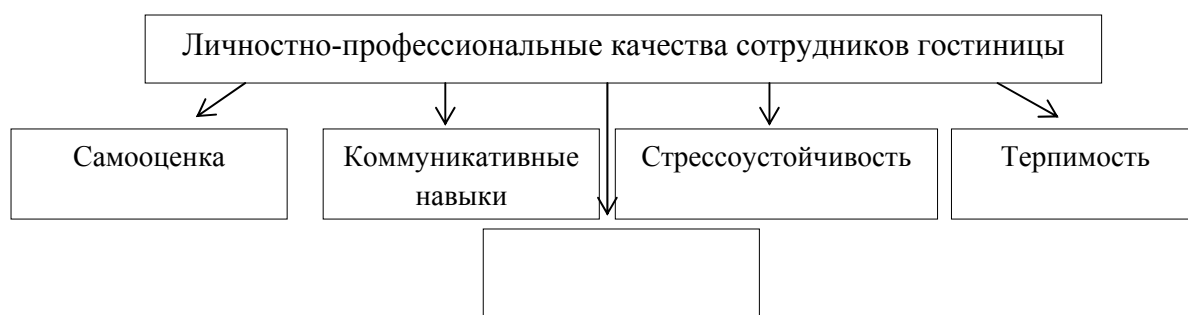 Личностно-профессиональные качества сотрудников гостиницы
Самооценка
Коммуникативные
навыки
Стрессоустойчивость
Терпимость